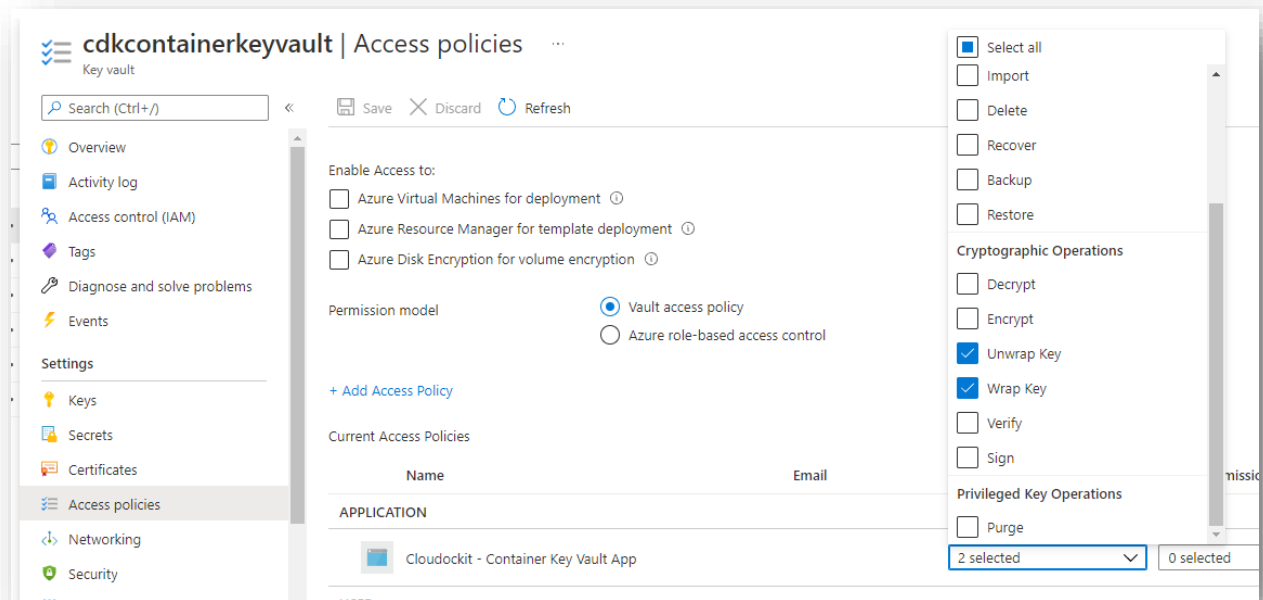 cdkcontainerkeyvault | Access policies ...
Key vault
Search (Ctrl+/)
«
Overview
Activity log
Access control (IAM)
Tags
Diagnose and solve problems
Events
Settings
Keys
Secrets
Certificates
Access policies
Networking
Security
Save
Discard
Refresh
Enable Access to:
Azure Virtual Machines for deployment
Azure Resource Manager for template deployment
Azure Disk Encryption for volume encryption
Permission model
Vault access policy
Azure role-based access control
+ Add Access Policy
Current Access Policies
Name
Email
APPLICATION
Cloudockit - Container Key Vault App
2 selected
0 selected
Select all
Import
Delete
Recover
Backup
Restore
Cryptographic Operations
Decrypt
Encrypt
Unwrap Key
Wrap Key
Verify
Sign
Privileged Key Operations
Purge